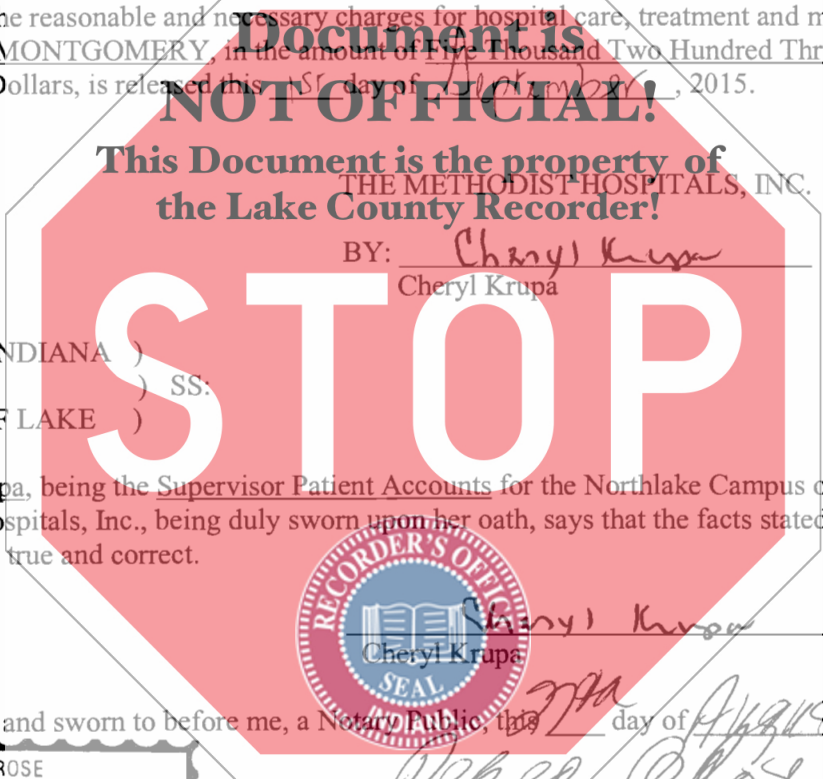 e reasonable and necessary charges for hospital care, treatment and m
Document is
MONTGOMERY, in the amount of Five Thousand Two Hundred Thr
Dollars, is released this 1st day of September, 2015.
NOT OFFICIAL!
This Document is the property of
THE METHODIST HOSPITALS, INC.
the Lake County Recorder!
BY: Cheryl Krupa
Cheryl Krupa
STOP
NDIANA )
) SS:
F LAKE )
pa, being the Supervisor Patient Accounts for the Northlake Campus o
ospitals, Inc., being duly sworn upon her oath, says that the facts stated
true and correct.
RECORDER'S OFFICE
Cheryl Krupa
Cheryl Krupa
SEAL
INDIANA
and sworn to before me, a Notary Public, this day of
ROSE